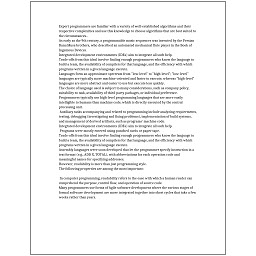 Expert programmers are familiar with a variety of well-established algorithms and their
respective complexities and use this knowledge to choose algorithms that are best suited to
the circumstances.
As early as the 9th century, a programmable music sequencer was invented by the Persian
Banu Musa brothers, who described an automated mechanical flute player in the Book of
Ingenious Devices.
Integrated development environments (IDEs) aim to integrate all such help.
Trade-offs from this ideal involve finding enough programmers who know the language to
build a team, the availability of compilers for that language, and the efficiency with which
programs written in a given language execute.
Languages form an approximate spectrum from "low-level" to "high-level"; "low-level"
languages are typically more machine-oriented and faster to execute, whereas "high-level"
languages are more abstract and easier to use but execute less quickly.
The choice of language used is subject to many considerations, such as company policy,
suitability to task, availability of third-party packages, or individual preference.
Programmers typically use high-level programming languages that are more easily
intelligible to humans than machine code, which is directly executed by the central
processing unit.
Auxiliary tasks accompanying and related to programming include analyzing requirements,
testing, debugging (investigating and fixing problems), implementation of build systems,
and management of derived artifacts, such as programs' machine code.
Integrated development environments (IDEs) aim to integrate all such help.
Programs were mostly entered using punched cards or paper tape.
Trade-offs from this ideal involve finding enough programmers who know the language to
build a team, the availability of compilers for that language, and the efficiency with which
programs written in a given language execute.
Assembly languages were soon developed that let the programmer specify instruction in a
text format (e.g., ADD X, TOTAL), with abbreviations for each operation code and
meaningful names for specifying addresses.
However, readability is more than just programming style.
The following properties are among the most important.

In computer programming, readability refers to the ease with which a human reader can
comprehend the purpose, control flow, and operation of source code.
Many programmers use forms of Agile software development where the various stages of
formal software development are more integrated together into short cycles that take a few
weeks rather than years.